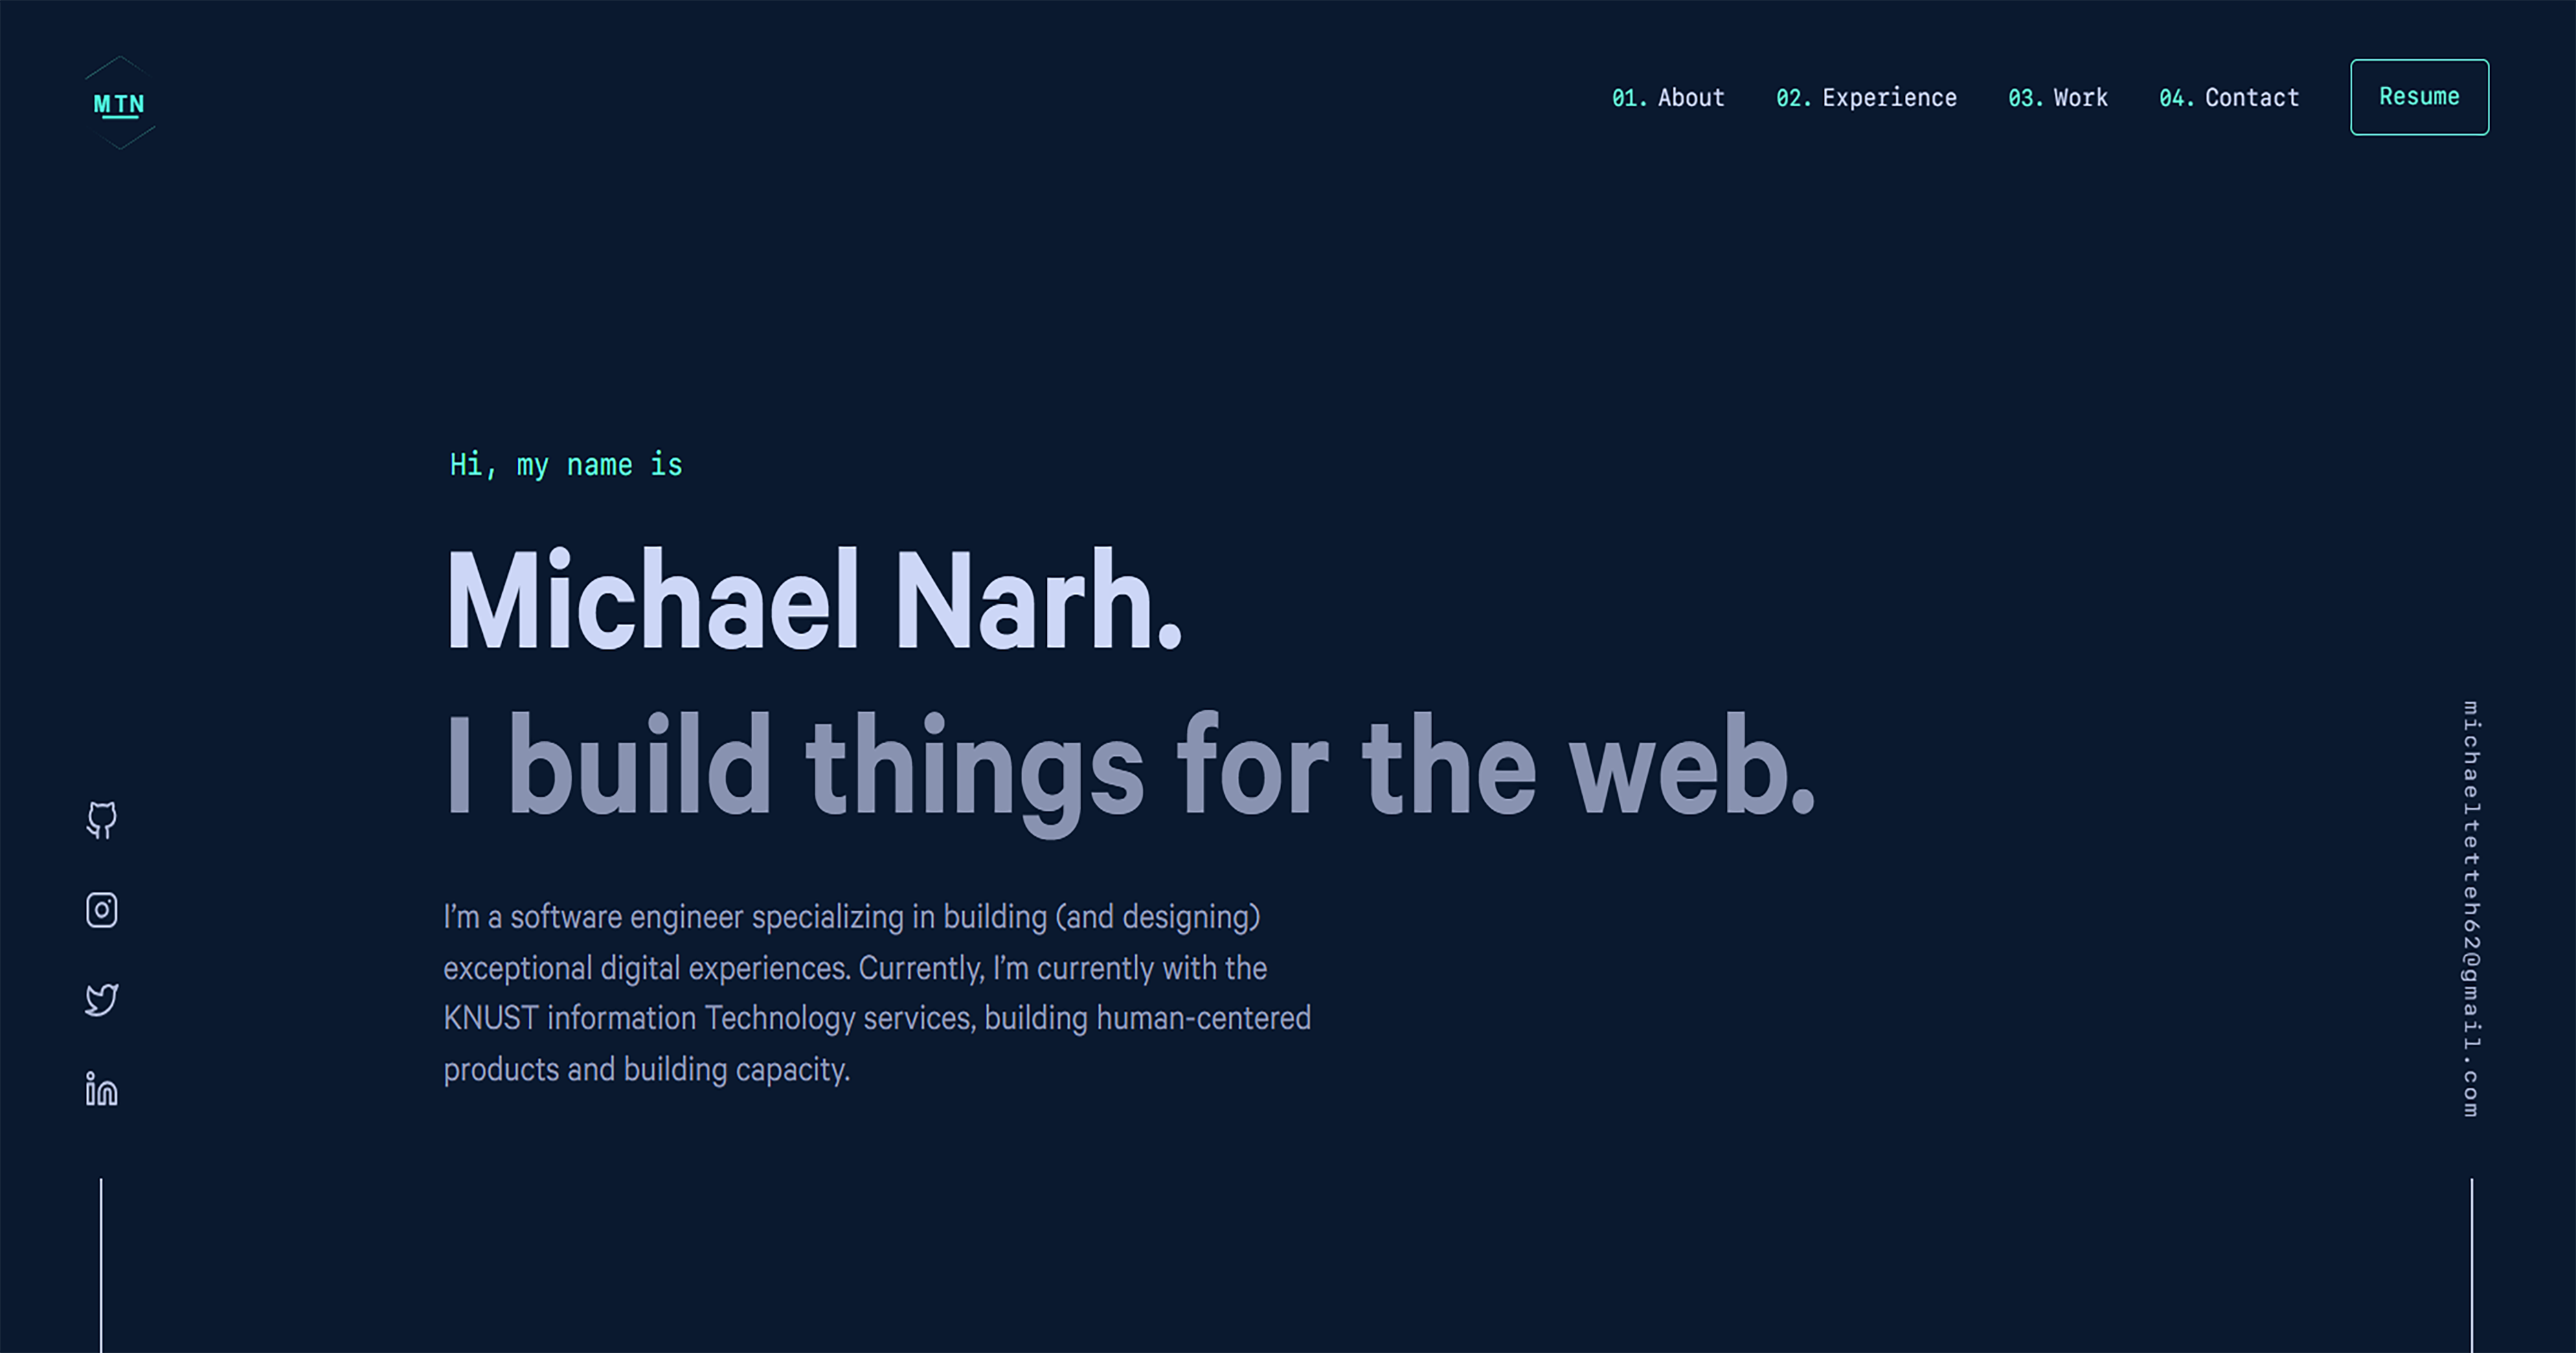 MTN
01. About 02. Experience 03. Work 04. Contact Resume
Hi, my name is
Michael Narh.
I build things for the web.
I’m a software engineer specializing in building (and designing)
exceptional digital experiences. Currently, I’m currently with the
KNUST information Technology services, building human-centered
products and building capacity.
michaeltetteh62@gmail.com